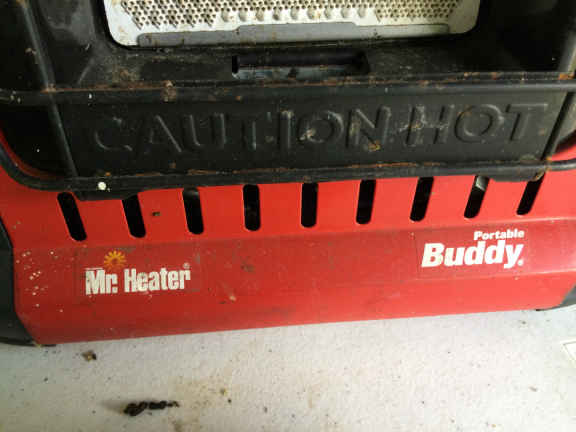 CAUTION-HOT
Portable
Buddy®
Mr. Heater®